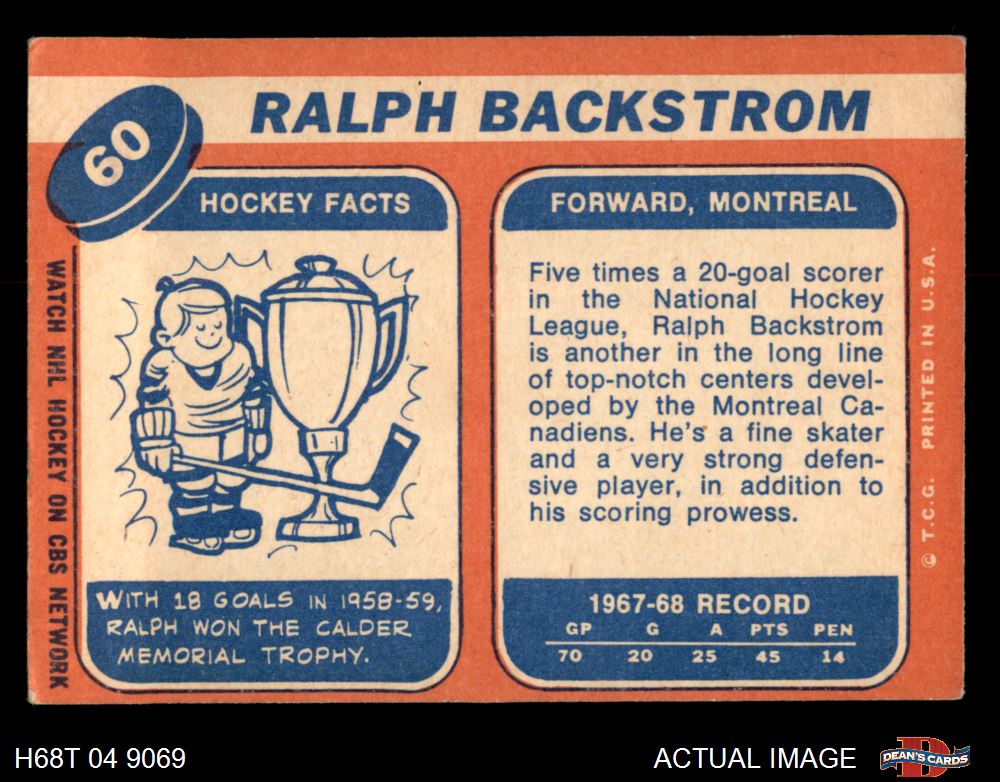 60
RALPH BACKSTROM
HOCKEY FACTS
WITH 18 GOALS IN 1958-59,
RALPH WON THE CALDER
MEMORIAL TROPHY.
FORWARD, MONTREAL
Five times a 20-goal scorer
in the National Hockey
League, Ralph Backstrom
is another in the long line
of top-notch centers devel-
oped by the Montreal Ca-
nadiens. He's a fine skater
and a very strong defen-
sive player, in addition to
his scoring prowess.
1967-68 RECORD
GP G A PTS PEN
70 20 25 45 14
WATCH NHL HOCKEY ON CBS NETWORK
© T.C.G. PRINTED IN U.S.A.
H68T 04 9069
ACTUAL IMAGE
D
DEAN'S CARDS